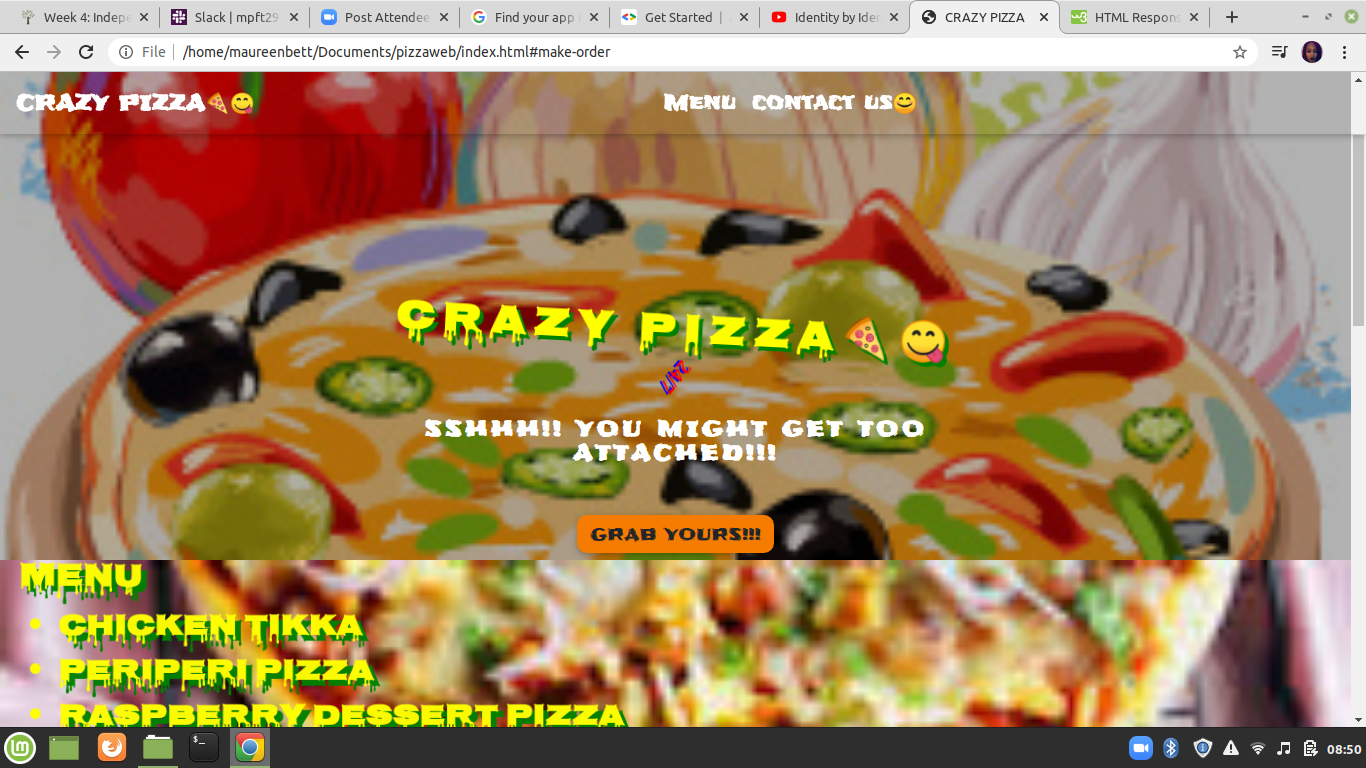 Week 4: Indepe
Slack | mpft29
Post Attendee
Find your app
Get Started |
Identity by Ide
CRAZY PIZZA
HTML Respons
File
/home/maureenbett/Documents/pizzaweb/index.html#make-order
CRAZY PIZZA🍕😋
MENU CONTACT US😊
CRAZY PIZZA🍕😋
SSHHH!! YOU MIGHT GET TOO
ATTACHED!!!
GRAB YOURS!!!
MENU
• CHICKEN TIKKA
• PERIPERI PIZZA
• RASPBERRY DESSERT PIZZA
08:50